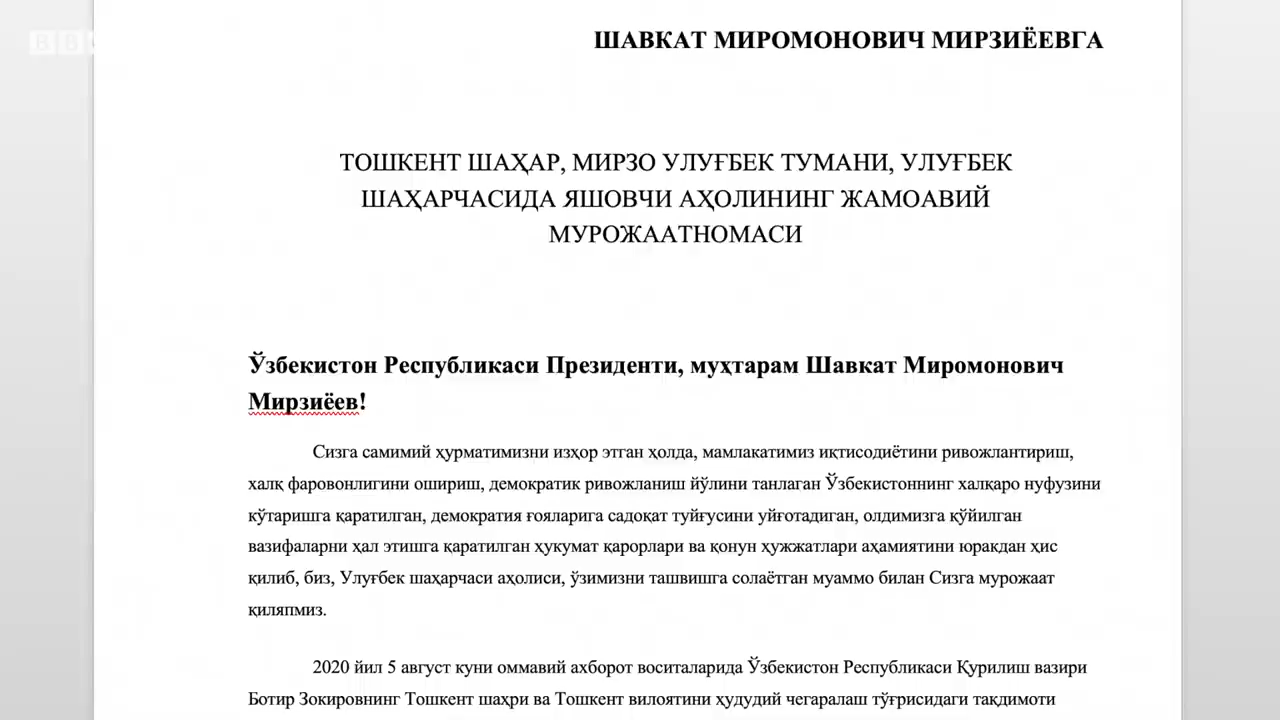 ШАВКАТ МИРОМОНОВИЧ МИРЗИЁЕВГА
ТОШКЕНТ ШАҲАР, МИРЗО УЛУҒБЕК ТУМАНИ, УЛУҒБЕК
ШАҲАРЧАСИДА ЯШОВЧИ АҲОЛИНИНГ ЖАМОАВИЙ
МУРОЖААТНОМАСИ
Ўзбекистон Республикаси Президенти, муҳтарам Шавкат Миромонович
Мирзиёев!
Сизга самимий ҳурматимизни изҳор этган ҳолда, мамлакатимиз иқтисодиётини ривожлантириш,
халқ фаровонлигини ошириш, демократик ривожланиш йўлини танлаган Ўзбекистоннинг халқаро нуфузини
кўтаришга қаратилган, демократия ғояларига садоқат туйғусини уйғотадиган, олдимизга қўйилган
вазифаларни ҳал этишга қаратилган ҳукумат қарорлари ва қонун ҳужжатлари аҳамиятини юракдан ҳис
қилиб, биз, Улуғбек шаҳарчаси аҳолиси, ўзимизни ташвишга солаётган муаммо билан Сизга мурожаат
қиляпмиз.
2020 йил 5 август куни оммавий ахборот воситаларида Ўзбекистон Республикаси Қурилиш вазири
Ботир Зокировнинг Тошкент шаҳри ва Тошкент вилоятини ҳудудий чегаралаш тўғрисидаги тақдимоти